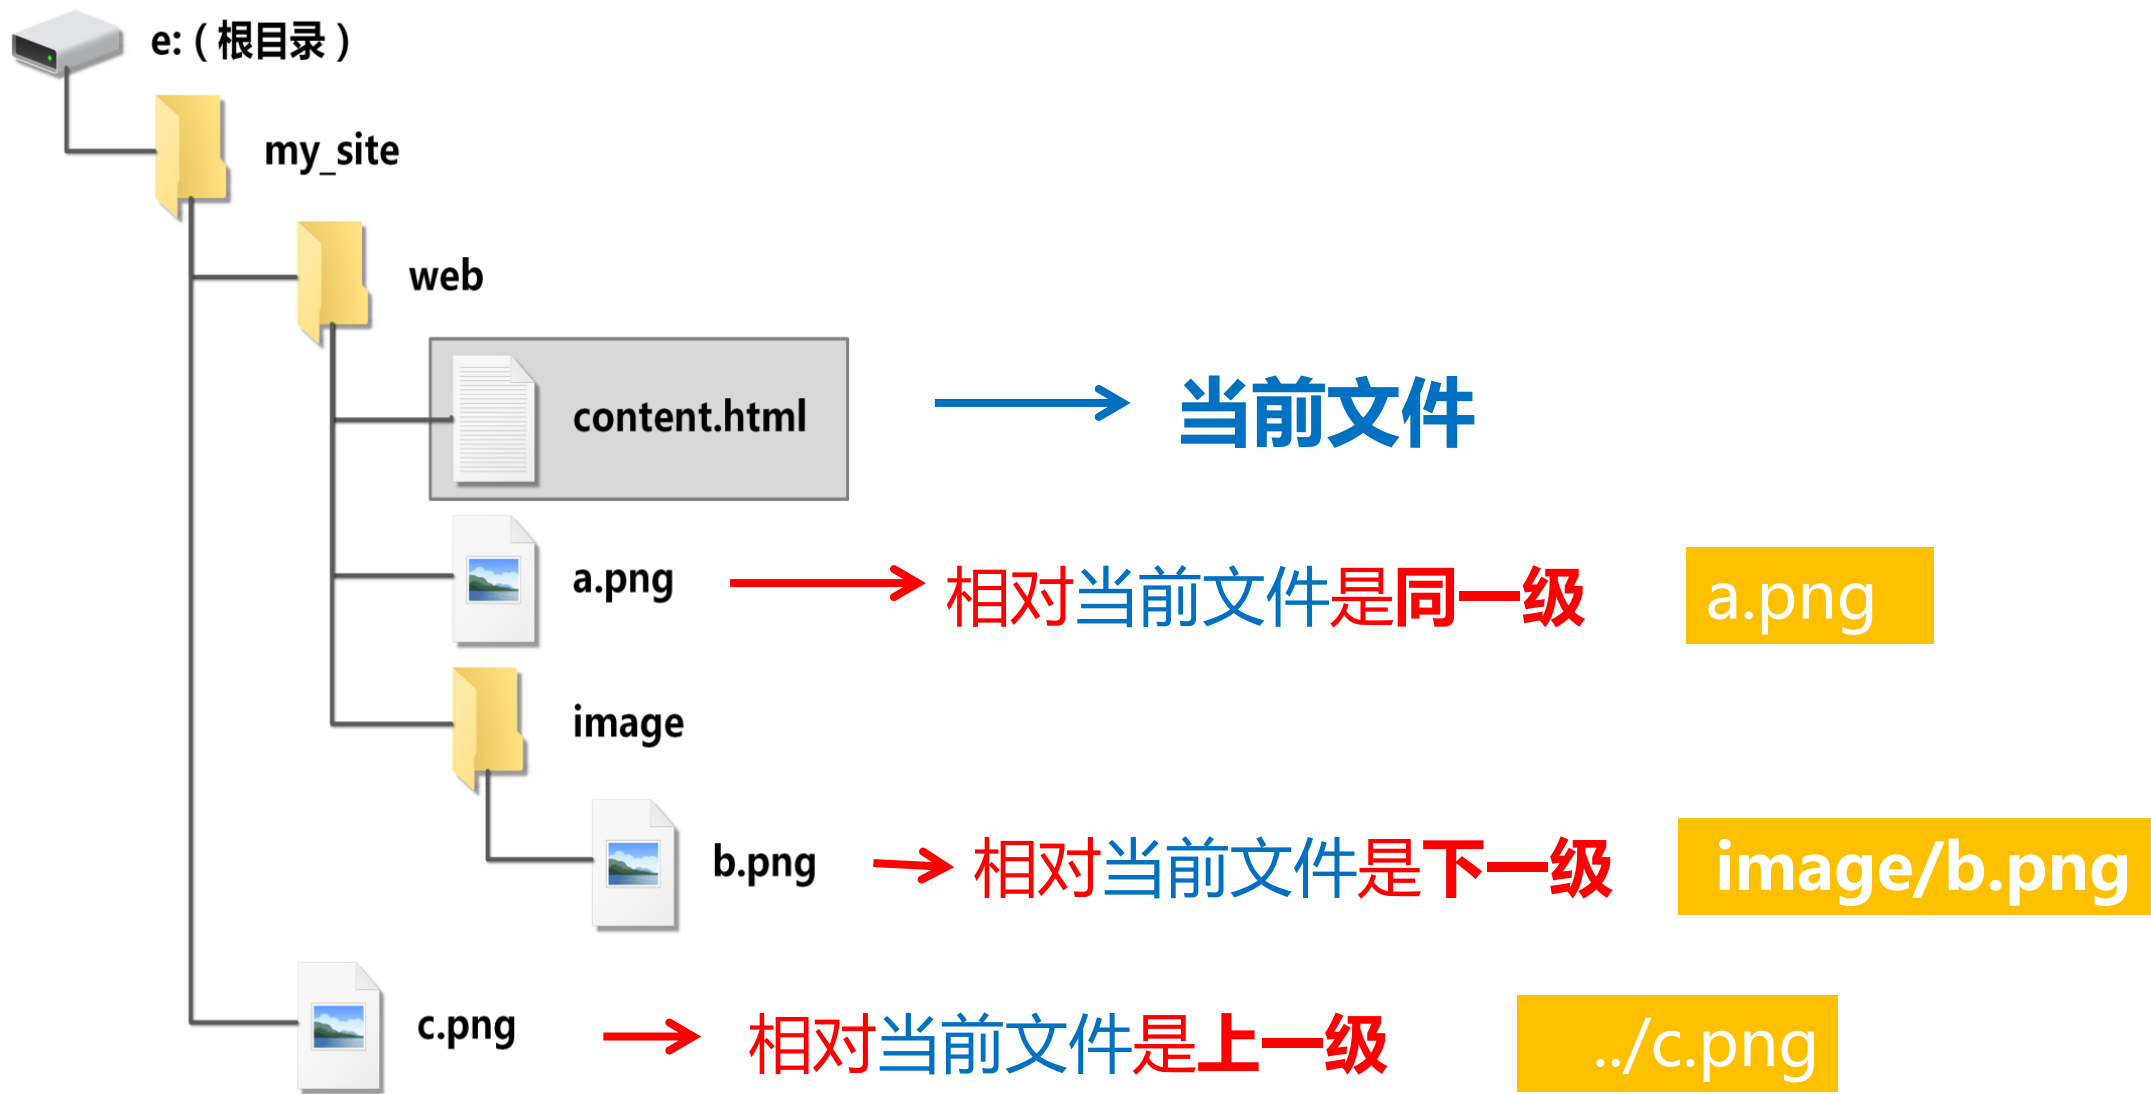 e:（根目录）
my_site
web
content.html
当前文件
a.png
相对当前文件是同一级
a.png
image
b.png
相对当前文件是下一级
image/b.png
c.png
相对当前文件是上一级
../c.png